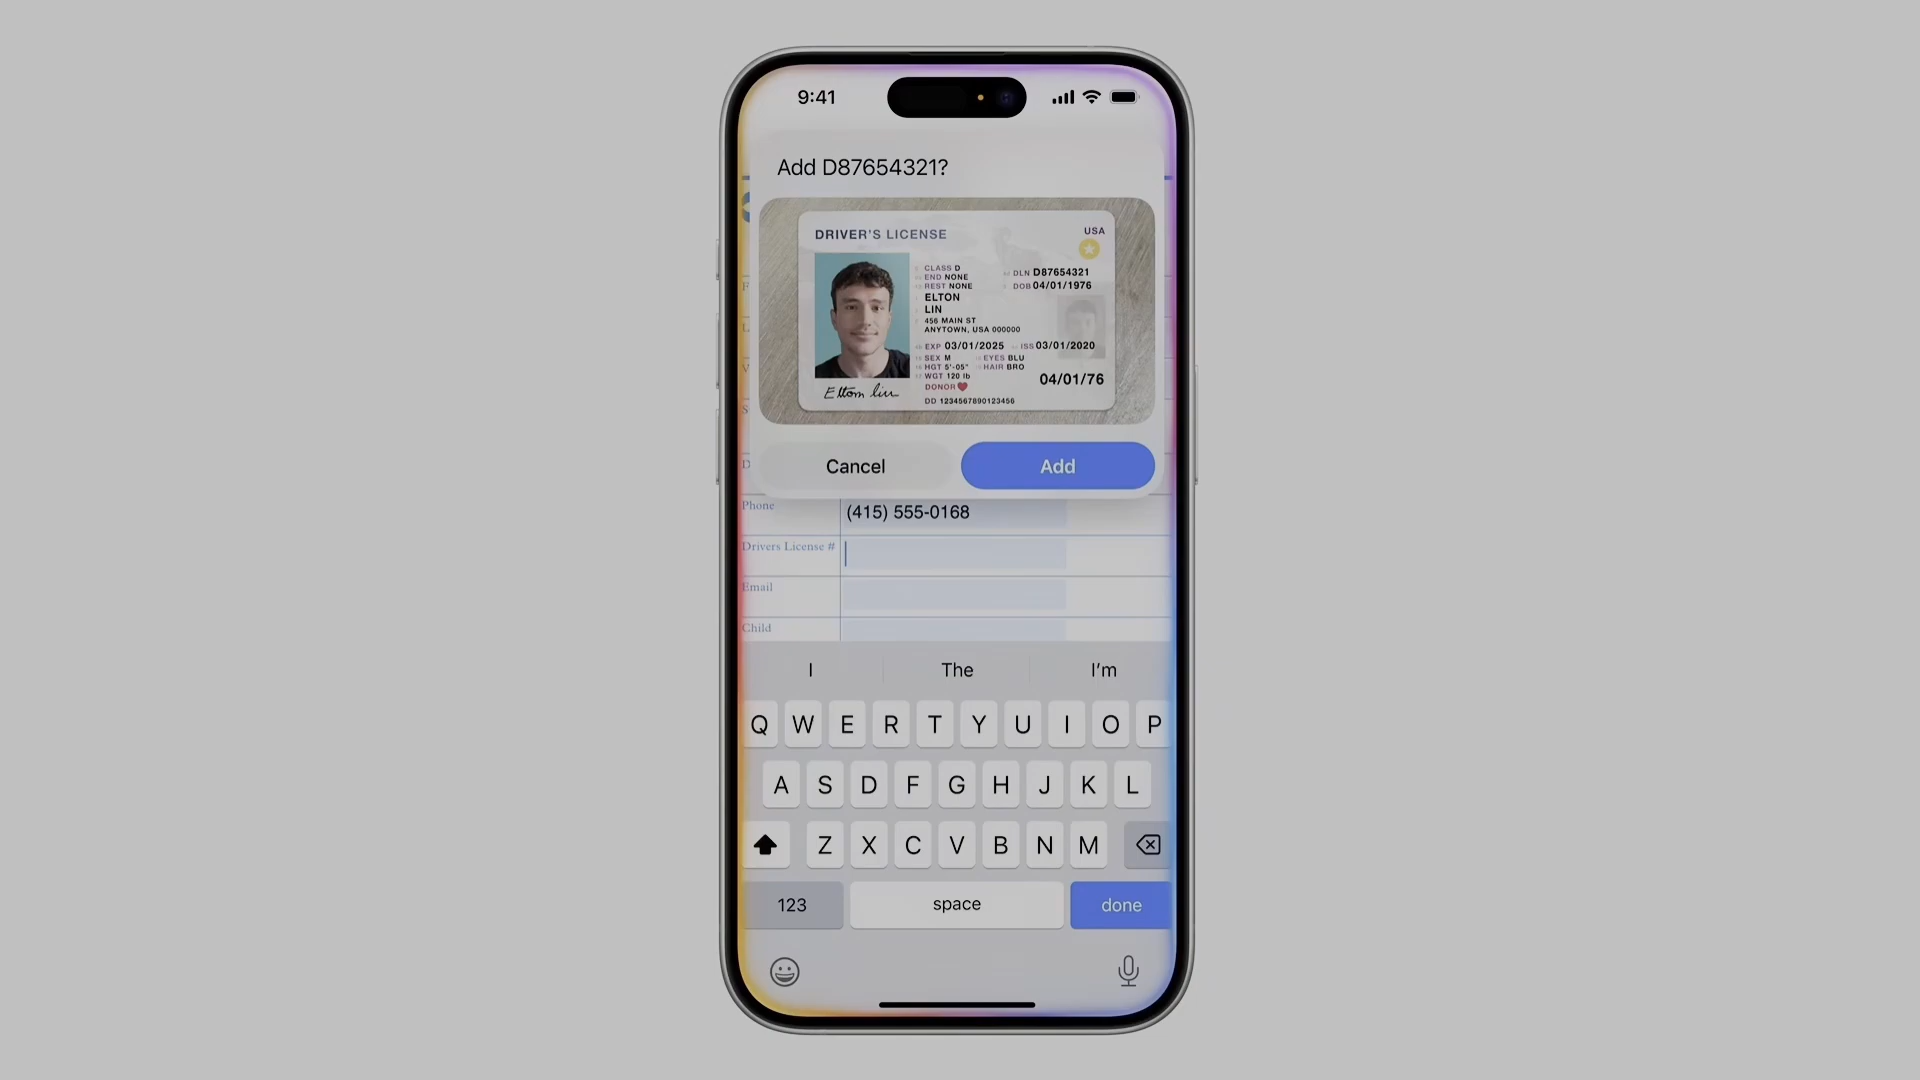 9:41
Add D87654321?
DRIVER'S LICENSE
USA
CLASS D
END NONE
REST NONE
DLN D87654321
DOB 04/01/1976
ELTON
LIN
456 MAIN ST
ANYTOWN, USA 000000
EXP 03/01/2025
ISS 03/01/2020
SEX M
EYES BLU
HGT 5'-05"
HAIR BRO
WGT 120 lb
DONOR
04/01/76
Elton lin
DD 1234567890123456
Cancel
Add
Phone
(415) 555-0168
Drivers License #
Email
Child
I
The
I'm
Q W E R T Y U I O P
A S D F G H J K L
Z X C V B N M
123
space
done